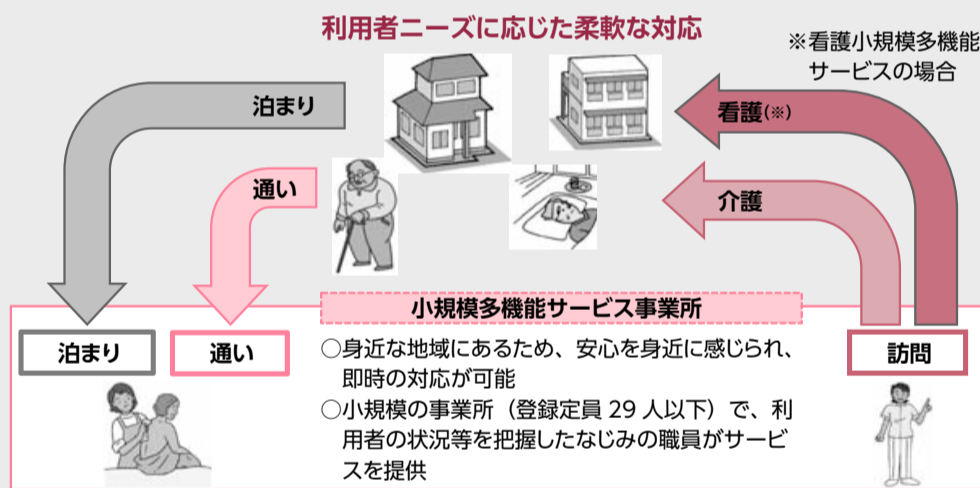 利用者ニーズに応じた柔軟な対応
※看護小規模多機能
サービスの場合
泊まり
看護(※)
通い
介護
小規模多機能サービス事業所
泊まり
通い
訪問
○身近な地域にあるため、安心を身近に感じられ、
即時の対応が可能
○小規模の事業所（登録定員 29 人以下）で、利
用者の状況等を把握したなじみの職員がサービ
スを提供